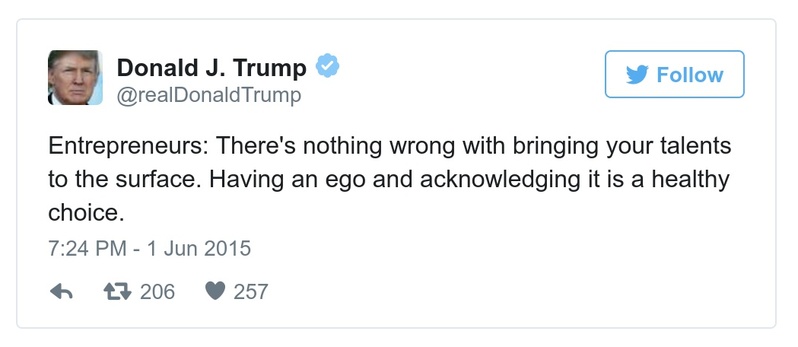 Donald J. Trump
@realDonaldTrump
Follow
Entrepreneurs: There's nothing wrong with bringing your talents
to the surface. Having an ego and acknowledging it is a healthy
choice.
7:24 PM - 1 Jun 2015
206 257